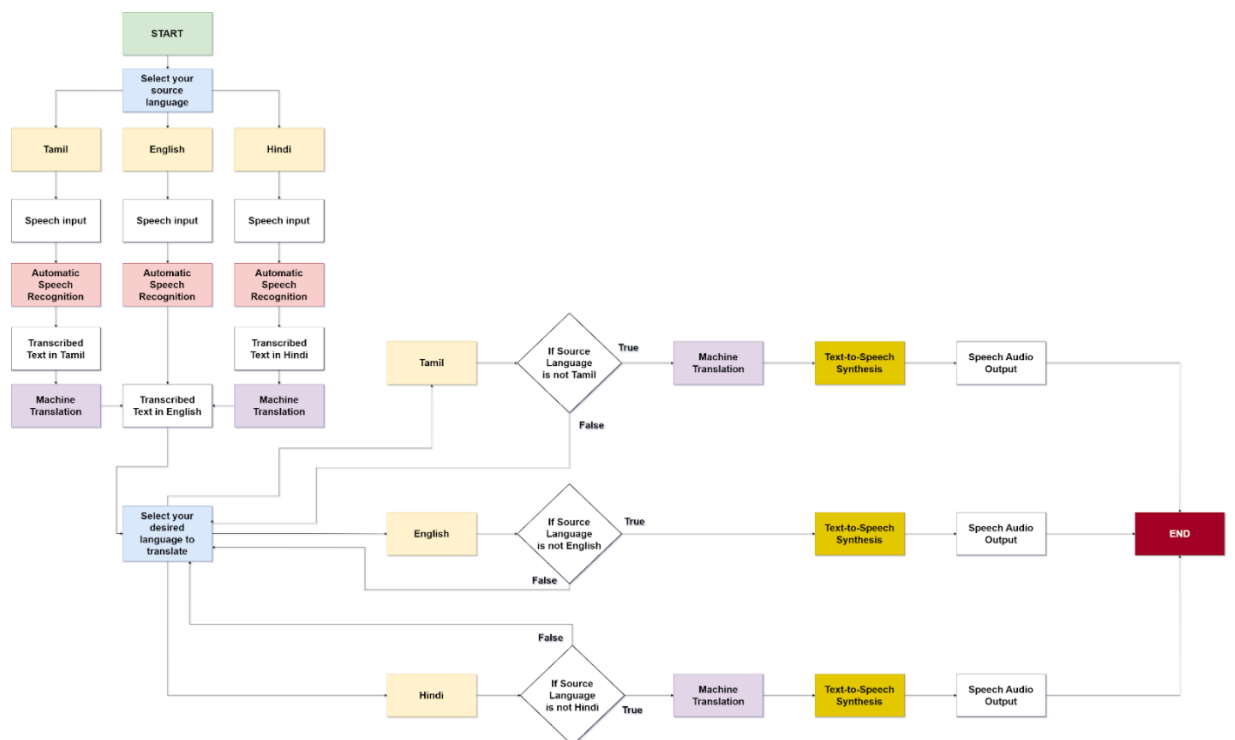 START
Select your
source
language
Tamil
English
Hindi
Speech input
Speech input
Speech input
Automatic
Speech
Recognition
Automatic
Speech
Recognition
Automatic
Speech
Recognition
Transcribed
Text in Tamil
Transcribed
Text in Hindi
Machine
Translation
Transcribed
Text in English
Machine
Translation
Tamil
If Source
Language
is not Tamil
True
False
Machine
Translation
Text-to-Speech
Synthesis
Speech Audio
Output
Select your
desired
language to
translate
English
If Source
Language
is not English
True
False
Text-to-Speech
Synthesis
Speech Audio
Output
END
Hindi
If Source
Language
is not Hindi
False
True
Machine
Translation
Text-to-Speech
Synthesis
Speech Audio
Output